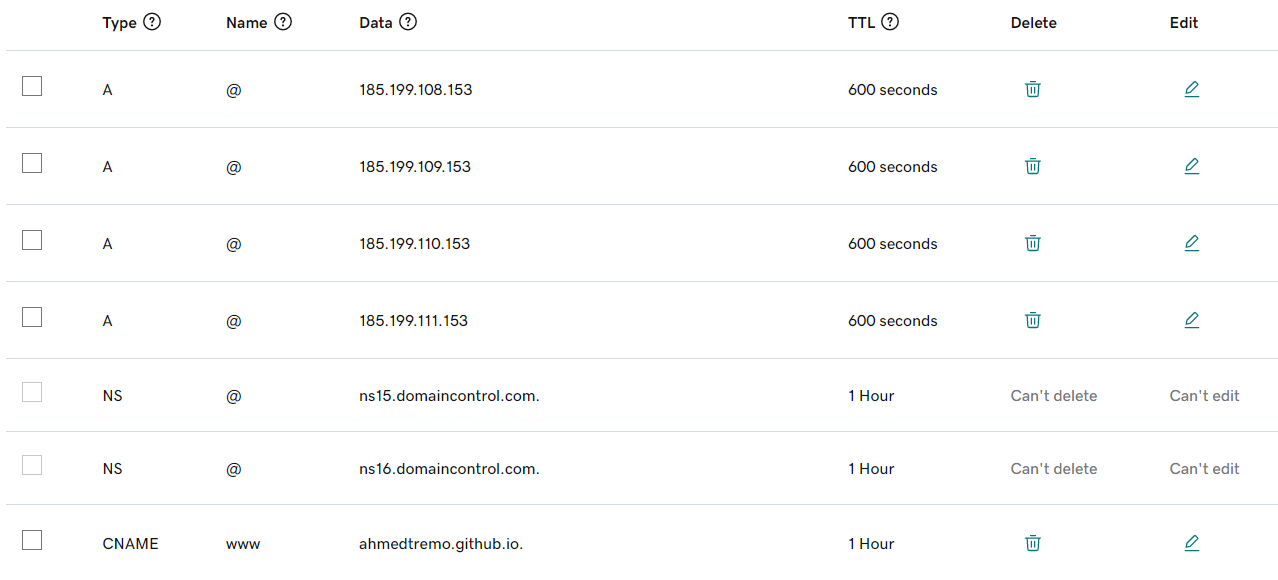 Type ? Name ? Data ? TTL ? Delete Edit
A @ 185.199.108.153 600 seconds
A @ 185.199.109.153 600 seconds
A @ 185.199.110.153 600 seconds
A @ 185.199.111.153 600 seconds
NS @ ns15.domaincontrol.com. 1 Hour Can't delete Can't edit
NS @ ns16.domaincontrol.com. 1 Hour Can't delete Can't edit
CNAME www ahmedtremo.github.io. 1 Hour